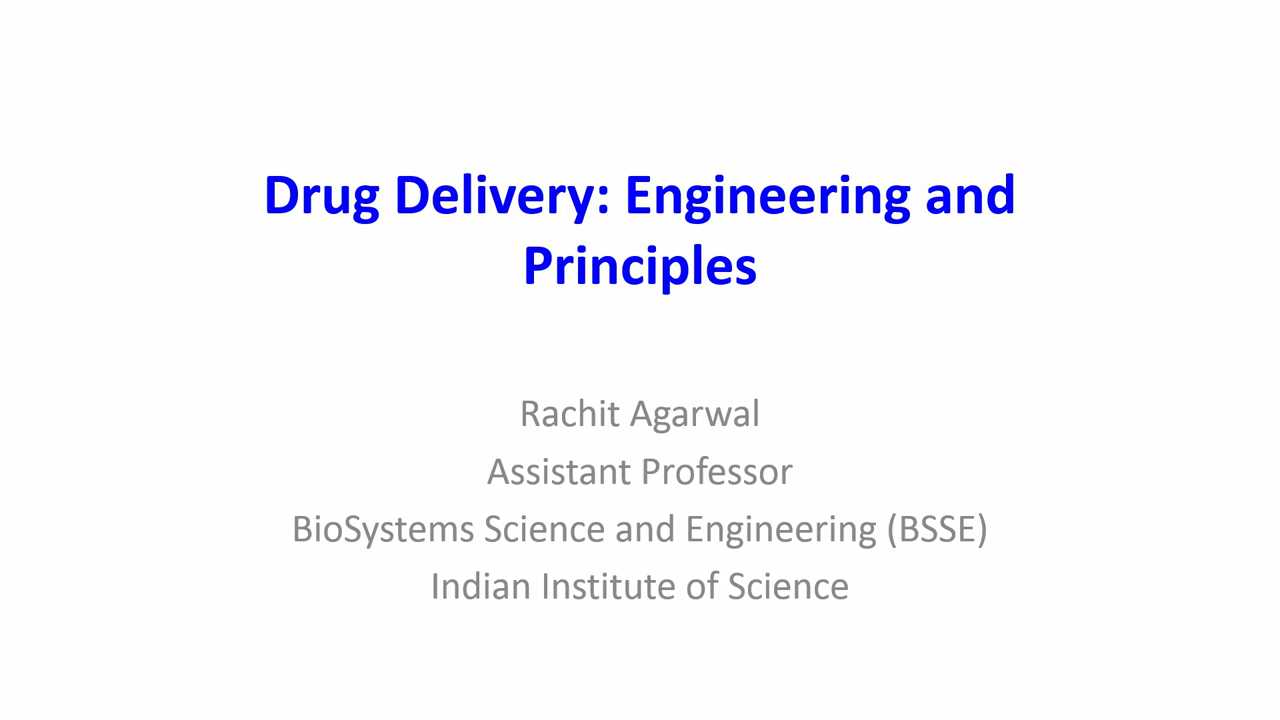 Drug Delivery: Engineering and
Principles
Rachit Agarwal
Assistant Professor
BioSystems Science and Engineering (BSSE)
Indian Institute of Science